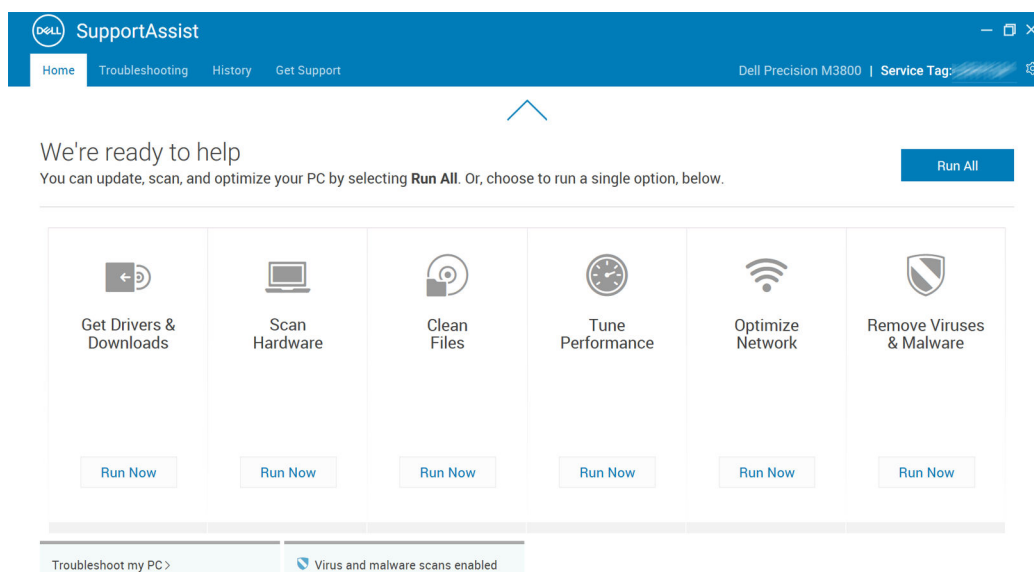 DELL SupportAssist
Home Troubleshooting History Get Support
Dell Precision M3800 | Service Tag:
We're ready to help
You can update, scan, and optimize your PC by selecting Run All. Or, choose to run a single option, below.
Run All
Get Drivers &
Downloads
Run Now
Scan
Hardware
Run Now
Clean
Files
Run Now
Tune
Performance
Run Now
Optimize
Network
Run Now
Remove Viruses
& Malware
Run Now
Troubleshoot my PC >
Virus and malware scans enabled